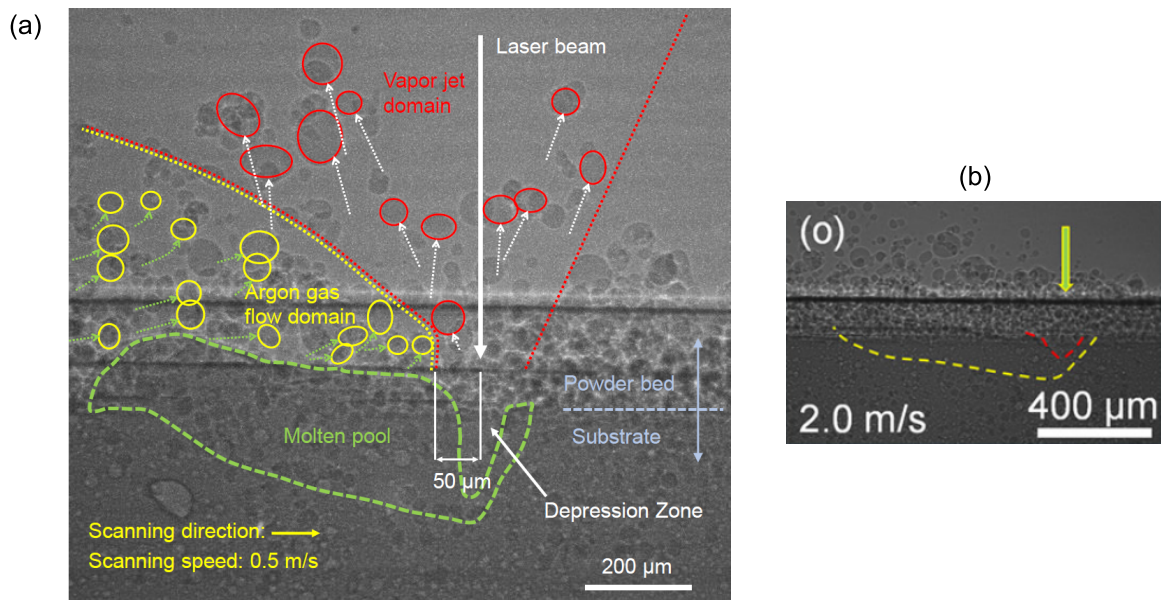 (a)
Laser beam
Vapor jet
domain
Argon gas
flow domain
Powder bed
Molten pool
Substrate
50 µm
Depression Zone
Scanning direction:
Scanning speed: 0.5 m/s
200 µm
(b)
(o)
2.0 m/s
400 µm